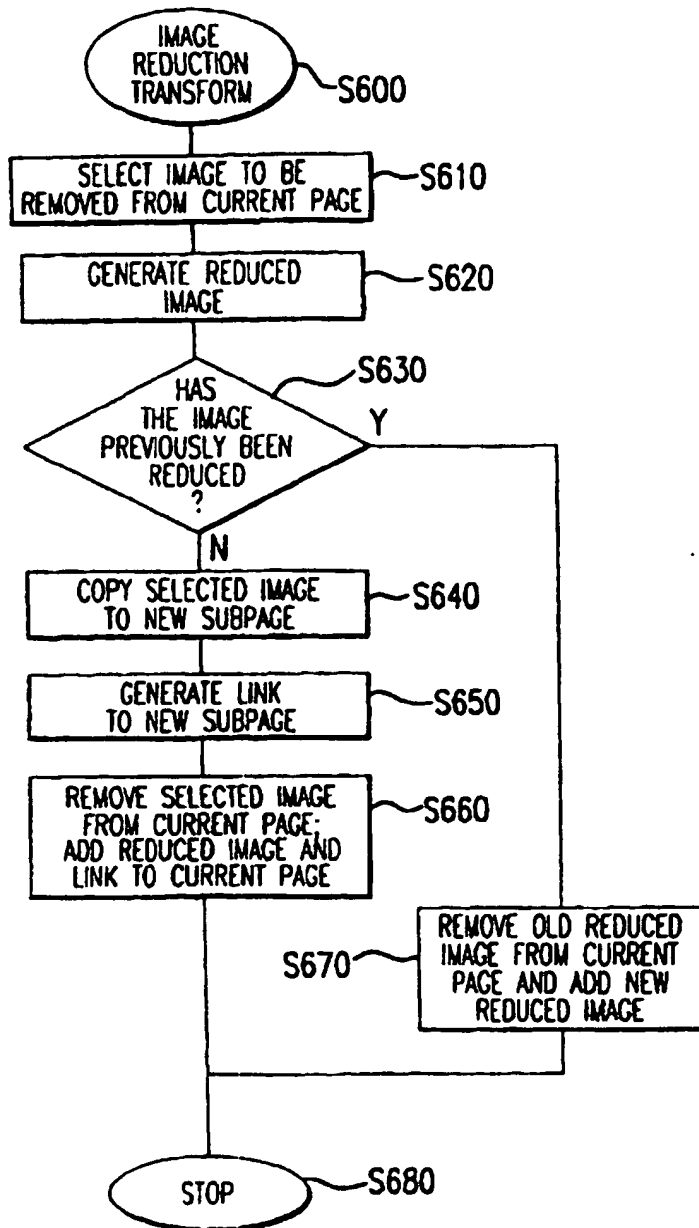 IMAGE
REDUCTION
TRANSFORM
S600
SELECT IMAGE TO BE
REMOVED FROM CURRENT PAGE
S610
GENERATE REDUCED
IMAGE
S620
HAS
THE IMAGE
PREVIOUSLY BEEN
REDUCED
?
S630
Y
N
COPY SELECTED IMAGE
TO NEW SUBPAGE
S640
GENERATE LINK
TO NEW SUBPAGE
S650
REMOVE SELECTED IMAGE
FROM CURRENT PAGE;
ADD REDUCED IMAGE AND
LINK TO CURRENT PAGE
S660
REMOVE OLD REDUCED
IMAGE FROM CURRENT
PAGE AND ADD NEW
REDUCED IMAGE
S670
STOP
S680